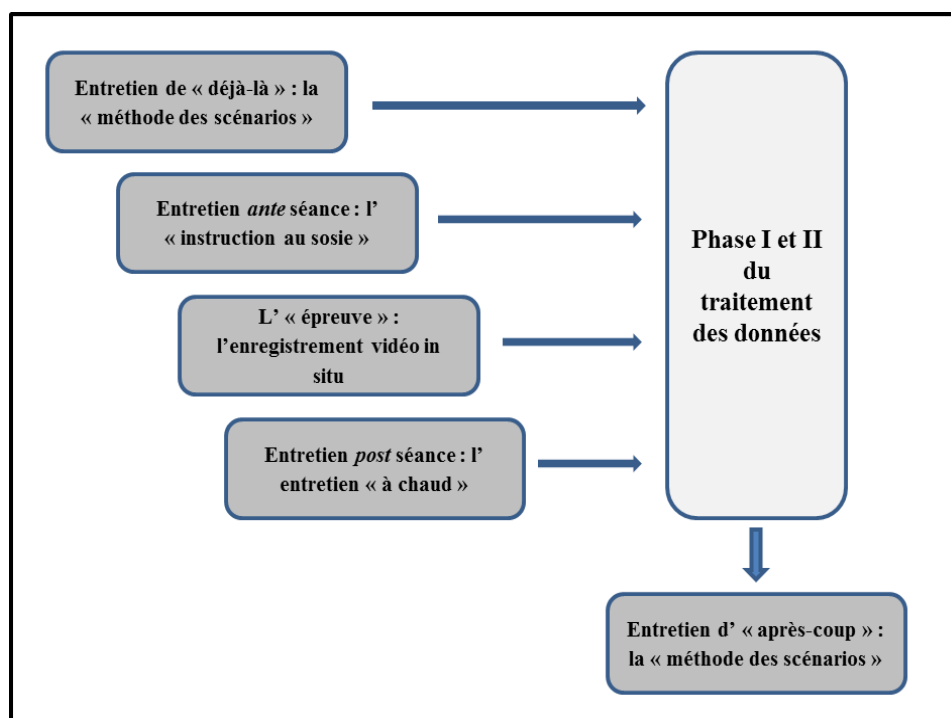 Entretien de « déjà-là » : la
« méthode des scénarios »
Entretien ante séance : l’
« instruction au sosie »
L’ « épreuve » :
l’enregistrement vidéo in
situ
Entretien post séance : l’
entretien « à chaud »
Phase I et II
du
traitement
des données
Entretien d’ « après-coup » :
la « méthode des scénarios »